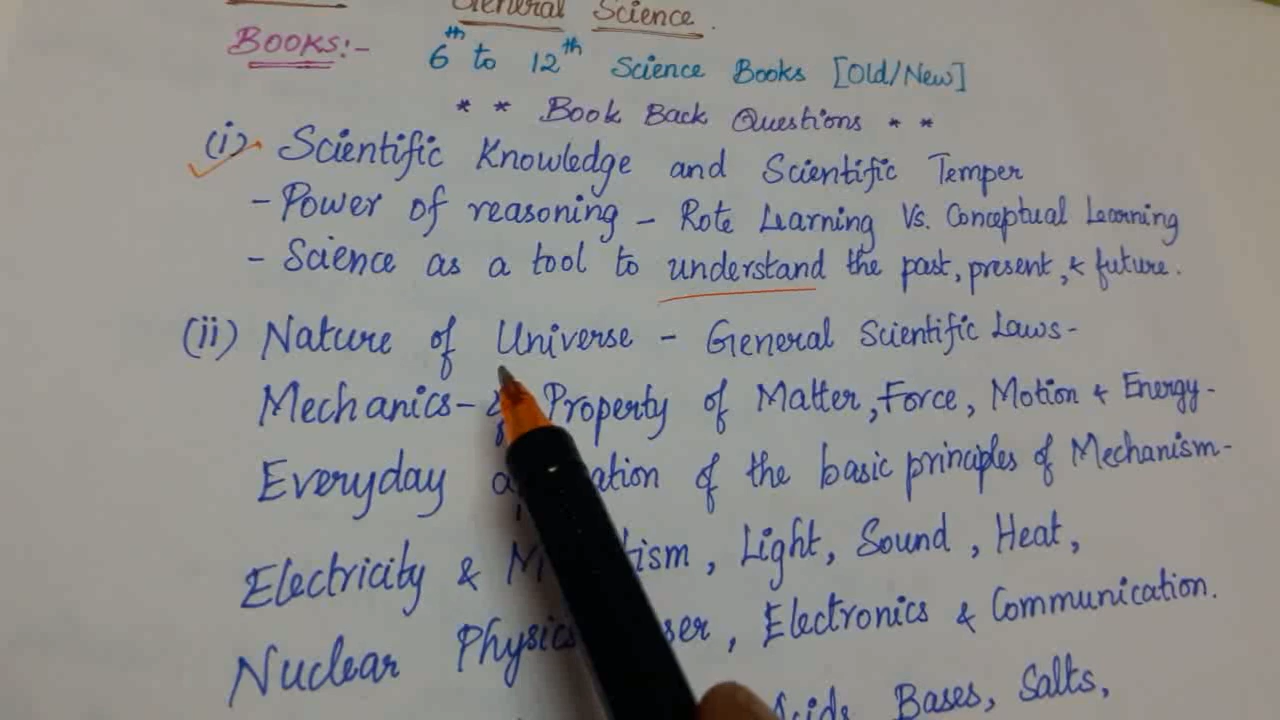 General Science.
Books:- 6th to 12th Science Books [Old/New]
* * Book Back Questions * *
(i) Scientific Knowledge and Scientific Temper
- Power of reasoning - Rote Learning Vs. Conceptual Learning
- Science as a tool to understand the past, present, & future.
(ii) Nature of Universe - General Scientific Laws-
Mechanics- Property of Matter, Force, Motion & Energy-
Everyday of the basic principles of Mechanism-
Electricity & , Light, Sound, Heat,
Nuclear Physics , Electronics & Communication.
Acids Bases, Salts,